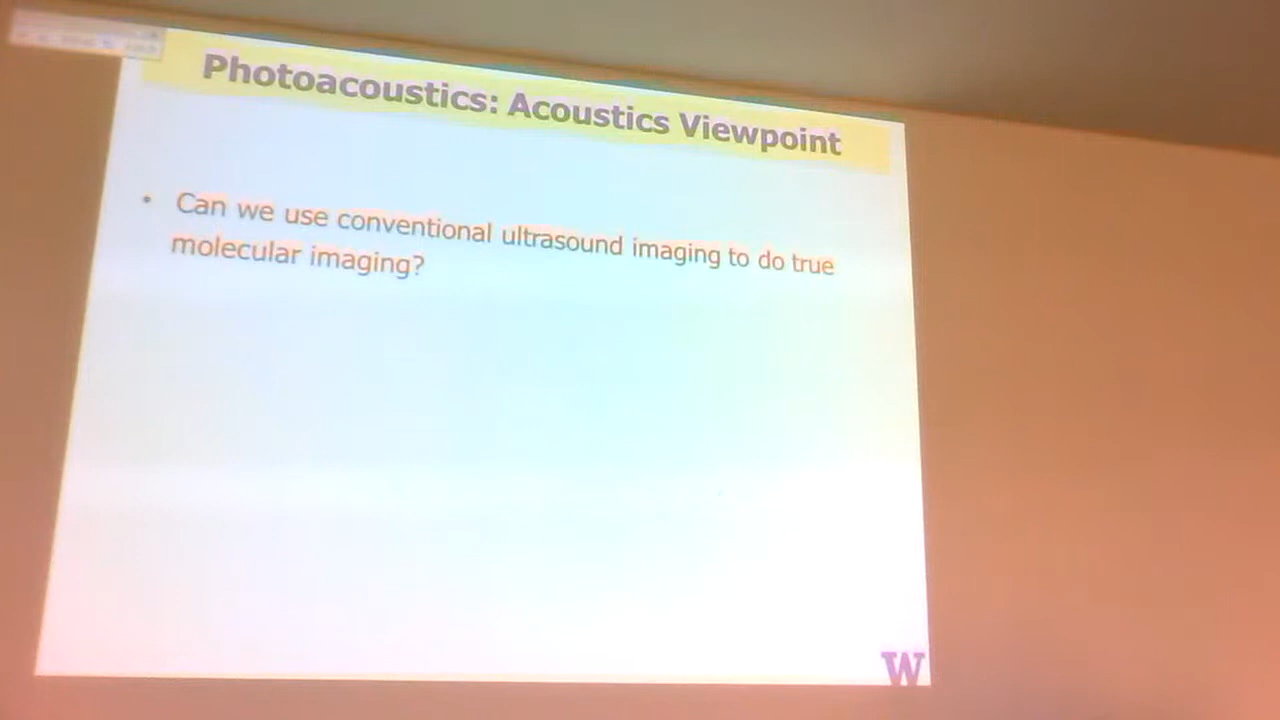 Photoacoustics: Acoustics Viewpoint
• Can we use conventional ultrasound imaging to do true
molecular imaging?
W